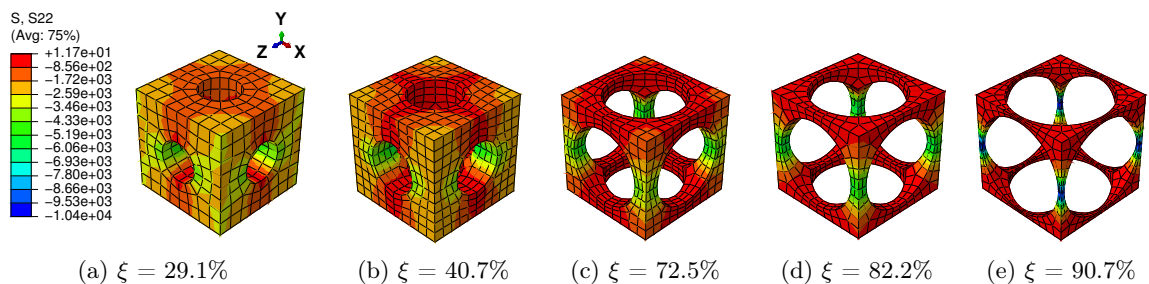 S, S22
(Avg: 75%)
+1.17e+01
−8.56e+02
−1.72e+03
−2.59e+03
−3.46e+03
−4.33e+03
−5.19e+03
−6.06e+03
−6.93e+03
−7.80e+03
−8.66e+03
−9.53e+03
−1.04e+04
Y
Z X
(a) ξ = 29.1%
(b) ξ = 40.7%
(c) ξ = 72.5%
(d) ξ = 82.2%
(e) ξ = 90.7%